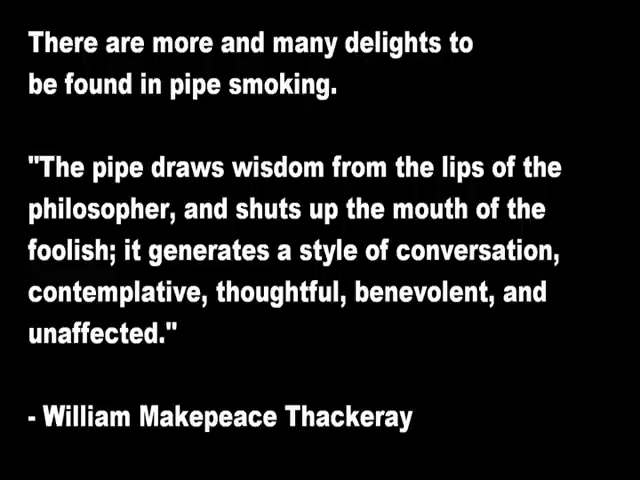 There are more and many delights to
be found in pipe smoking.
"The pipe draws wisdom from the lips of the
philosopher, and shuts up the mouth of the
foolish; it generates a style of conversation,
contemplative, thoughtful, benevolent, and
unaffected."
- William Makepeace Thackeray